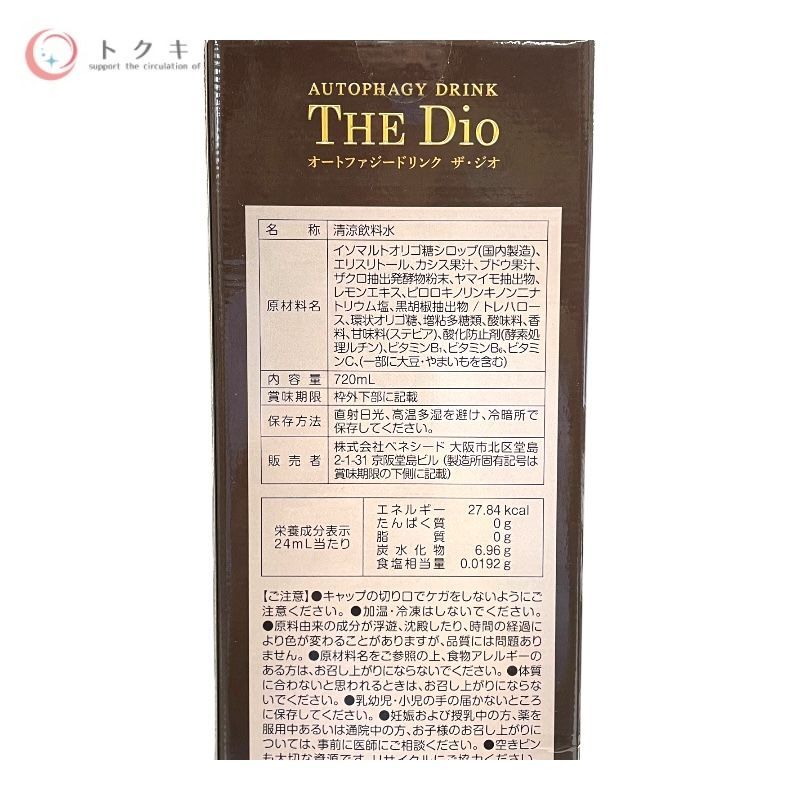 トクキ
support the circulation of
AUTOPHAGY DRINK
THE Dio
オートファジードリンク ザ・ジオ
名称 清涼飲料水
原材料名 イソマルトオリゴ糖シロップ(国内製造)、
エリスリトール、カシス果汁、ブドウ果汁、
ザクロ抽出発酵物粉末、ヤマイモ抽出物、
レモンエキス、ピロロキノリンキノン二ナ
トリウム塩、黒胡椒抽出物 / トレハロー
ス、環状オリゴ糖、増粘多糖類、酸味料、香
料、甘味料(ステビア)、酸化防止剤(酵素処
理ルチン)、ビタミンB₁、ビタミンB₆、ビタミ
ンC、(一部に大豆・やまいもを含む)
内容量 720mL
賞味期限 枠外下部に記載
保存方法 直射日光、高温多湿を避け、冷暗所で
保存してください。
販売者 株式会社ベネシード 大阪市北区堂島
2-1-31 京阪堂島ビル (製造所固有記号は
賞味期限の下側に記載)
栄養成分表示
24mL当たり
エネルギー 27.84kcal
たんぱく質 0g
脂質 0g
炭水化物 6.96g
食塩相当量 0.0192g
【ご注意】●キャップの切り口でケガをしないようにご
注意ください。●加温・冷凍はしないでください。
●原料由来の成分が浮遊、沈殿したり、時間の経過に
より色が変わることがありますが、品質には問題あり
ません。●原材料名をご参照の上、食物アレルギーの
ある方は、お召し上がりにならないでください。●体質
に合わないと思われるときは、お召し上がりにならな
いでください。●乳幼児・小児の手の届かないところ
に保存してください。●妊娠および授乳中の方、薬を
服用中あるいは通院中の方、お子様のお召し上がりに
ついては、事前に医師にご相談ください。●空きビン
も大切な資源です。リサイクルにご協力ください。